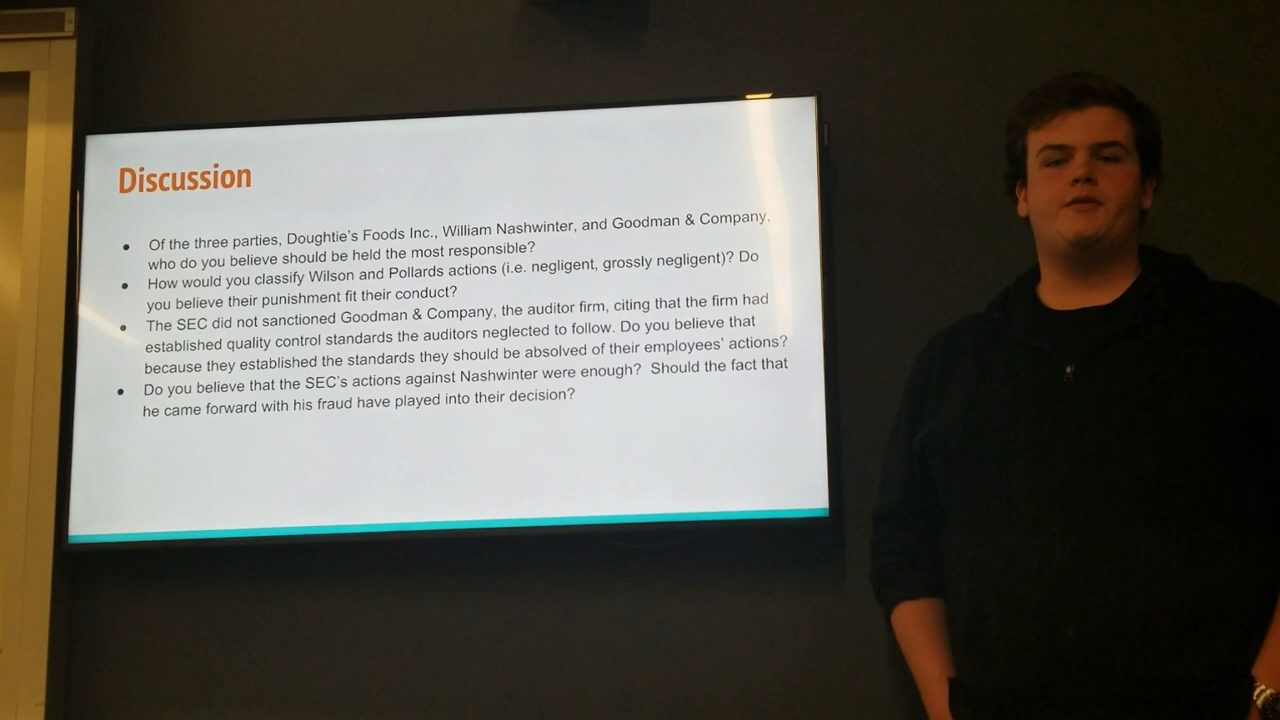 Discussion
● Of the three parties, Doughtie's Foods Inc., William Nashwinter, and Goodman & Company,
who do you believe should be held the most responsible?
● How would you classify Wilson and Pollards actions (i.e. negligent, grossly negligent)? Do
you believe their punishment fit their conduct?
● The SEC did not sanctioned Goodman & Company, the auditor firm, citing that the firm had
established quality control standards the auditors neglected to follow. Do you believe that
because they established the standards they should be absolved of their employees' actions?
● Do you believe that the SEC's actions against Nashwinter were enough? Should the fact that
he came forward with his fraud have played into their decision?